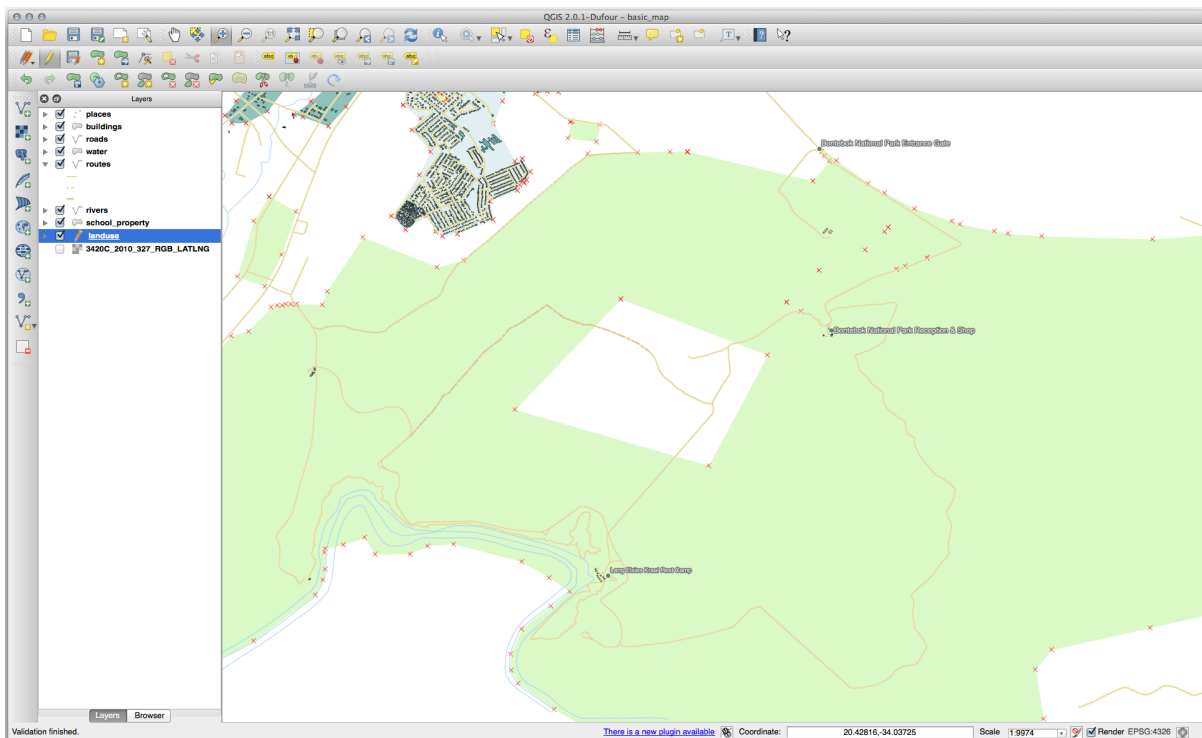 QGIS 2.0.1-Dufour - basic_map
Layers
places
buildings
roads
water
routes
rivers
school_property
landuse
3420C_2010_327_RGB_LATLNG
Bontebok National Park Entrance Gate
Bontebok National Park Reception & Shop
Lang Elsies Kraal Rest Camp
Layers Browser
Validation finished. There is a new plugin available Coordinate: 20.42816,-34.03725 Scale 1:9974 Render EPSG:4326